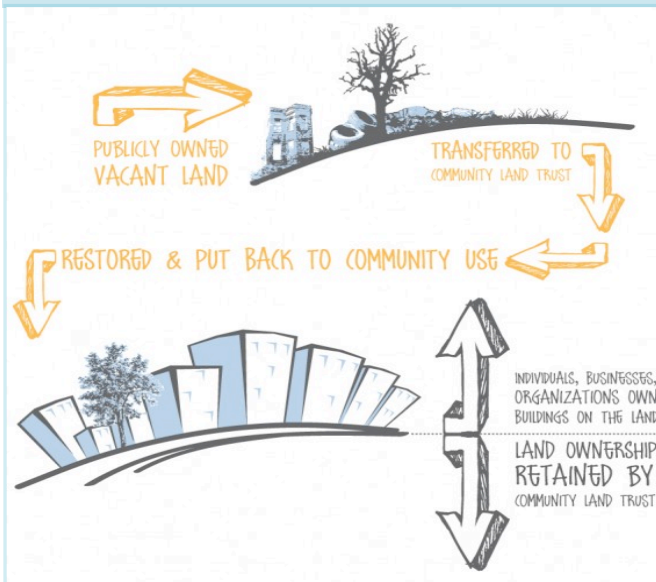 PUBLICLY OWNED
VACANT LAND
TRANSFERRED TO
COMMUNITY LAND TRUST
RESTORED & PUT BACK TO COMMUNITY USE
INDIVIDUALS, BUSINESSES,
ORGANIZATIONS OWN
BUILDINGS ON THE LAND
LAND OWNERSHIP
RETAINED BY
COMMUNITY LAND TRUST